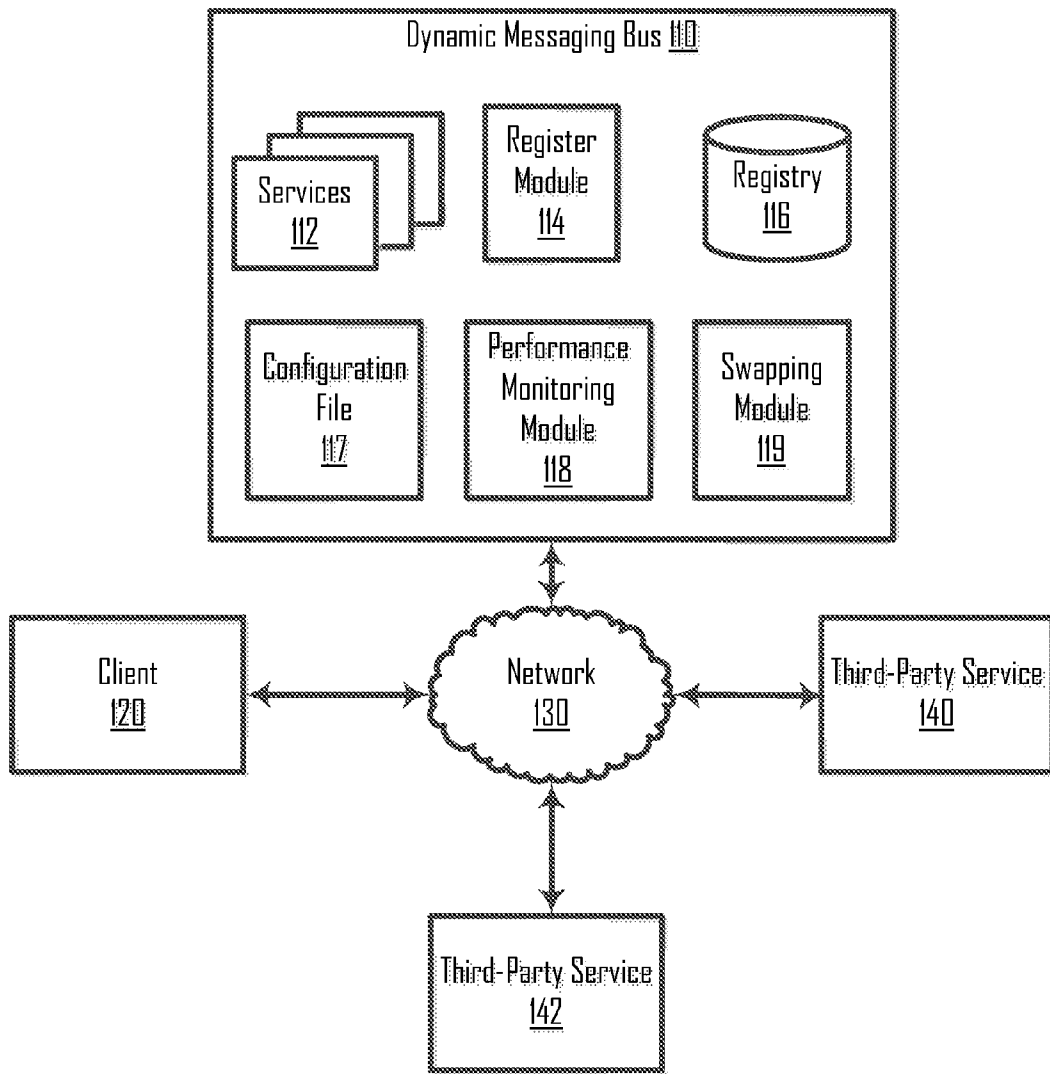 Dynamic Messaging Bus 110
Services
112
Register
Module
114
Registry
116
Configuration
File
117
Performance
Monitoring
Module
118
Swapping
Module
119
Client
120
Network
130
Third-Party Service
140
Third-Party Service
142